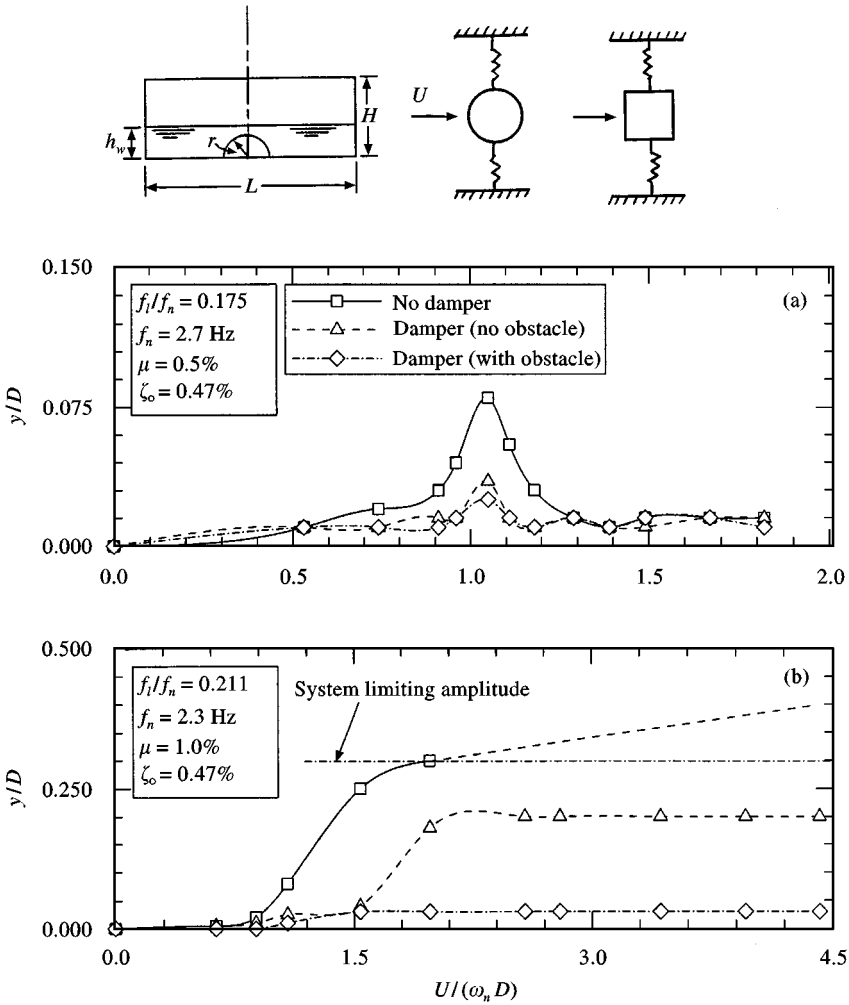 H
U
h_w
r
L
0.150
0.075
0.000
y/D
f_l/f_n = 0.175
f_n = 2.7 Hz
μ = 0.5%
ζ_o = 0.47%
No damper
Damper (no obstacle)
Damper (with obstacle)
(a)
0.0 0.5 1.0 1.5 2.0
0.500
0.250
0.000
y/D
f_l/f_n = 0.211
f_n = 2.3 Hz
μ = 1.0%
ζ_o = 0.47%
System limiting amplitude
(b)
0.0 1.5 3.0 4.5
U/(ω_n D)